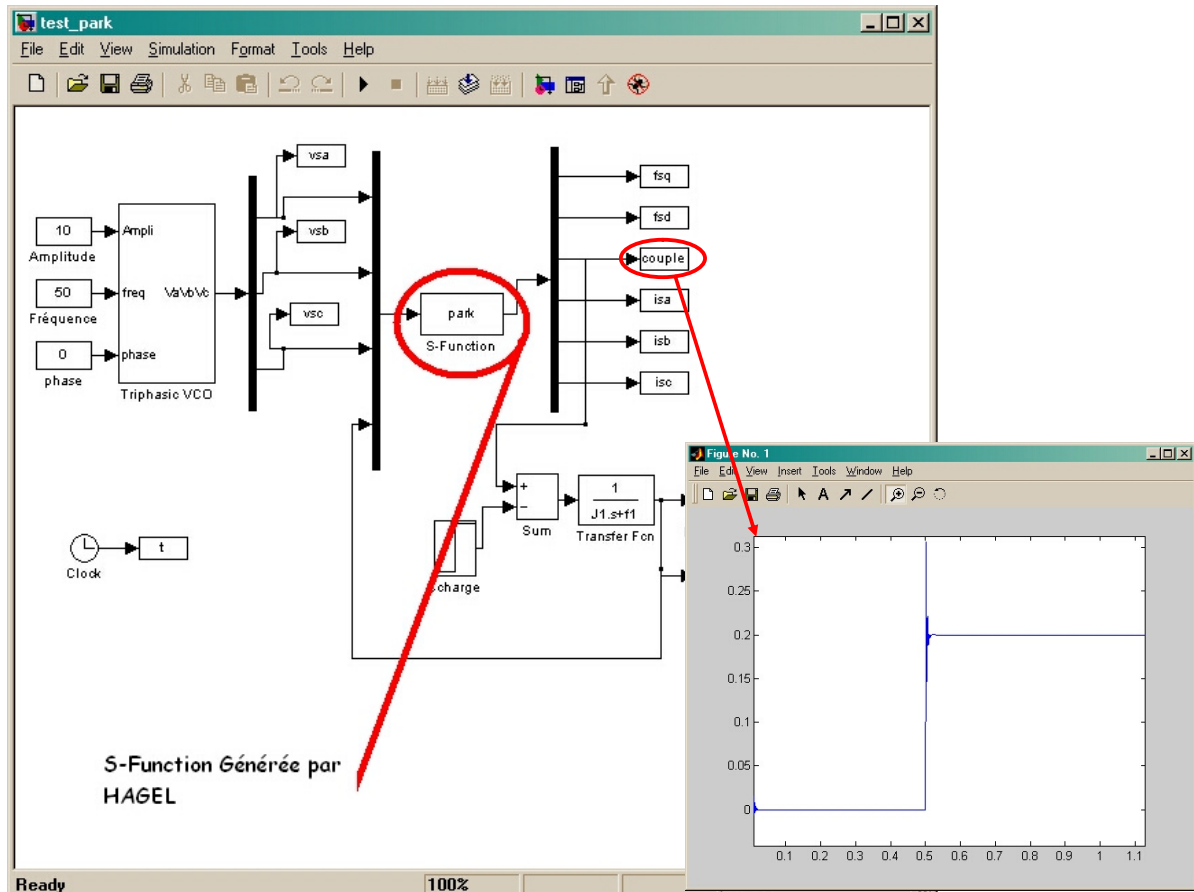 test_park
File Edit View Simulation Format Tools Help
vsa
vsb
vsc
10
Amplitude
50
Fréquence
0
phase
Ampli
freq VaVbVc
phase
Triphasic VCO
park
S-Function
fsq
fsd
couple
isa
isb
isc
+
−
Sum
1
J1.s+f1
Transfer Fcn
t
Clock
S-Function Générée par
HAGEL
Figure No. 1
File Edit View Insert Tools Window Help
A
0.3
0.25
0.2
0.15
0.1
0.05
0
0.1 0.2 0.3 0.4 0.5 0.6 0.7 0.8 0.9 1 1.1
Ready 100%